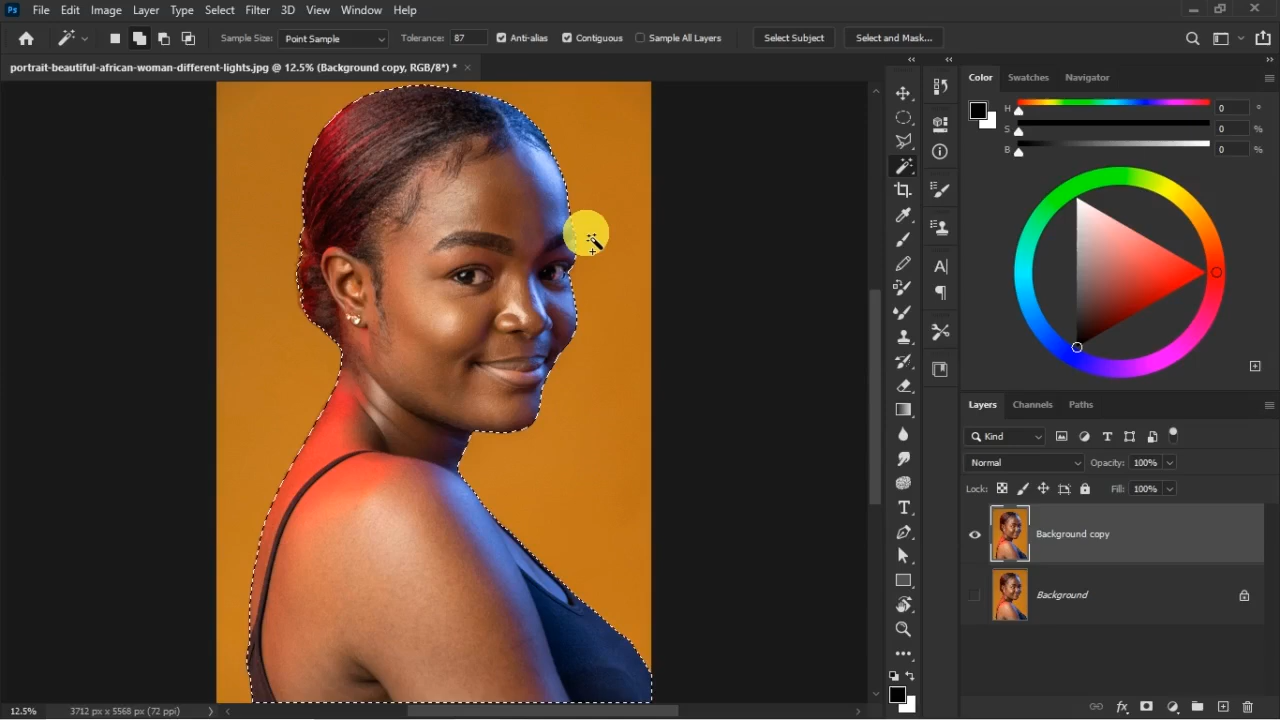 Ps File Edit Image Layer Type Select Filter 3D View Window Help
Sample Size: Point Sample Tolerance: 87 Anti-alias Contiguous Sample All Layers Select Subject Select and Mask...
portrait-beautiful-african-woman-different-lights.jpg @ 12.5% (Background copy, RGB/8*) * ×
Color Swatches Navigator
H 0 °
S 0 %
B 0 %
Layers Channels Paths
Kind
Normal Opacity: 100%
Lock: Fill: 100%
Background copy
Background
12.5% 3712 px x 5568 px (72 ppi)